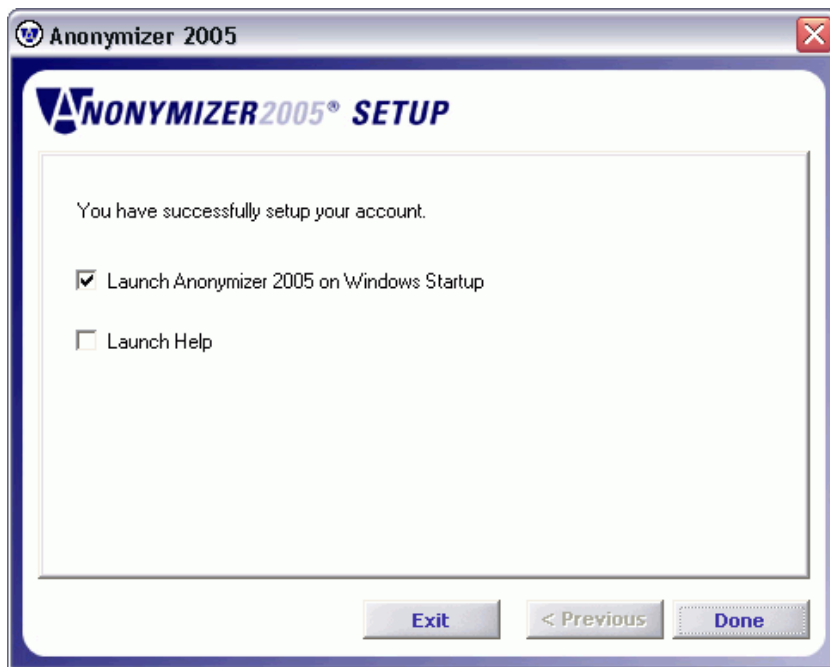 Anonymizer 2005
ANONYMIZER2005® SETUP
You have successfully setup your account.
Launch Anonymizer 2005 on Windows Startup
Launch Help
Exit
< Previous
Done